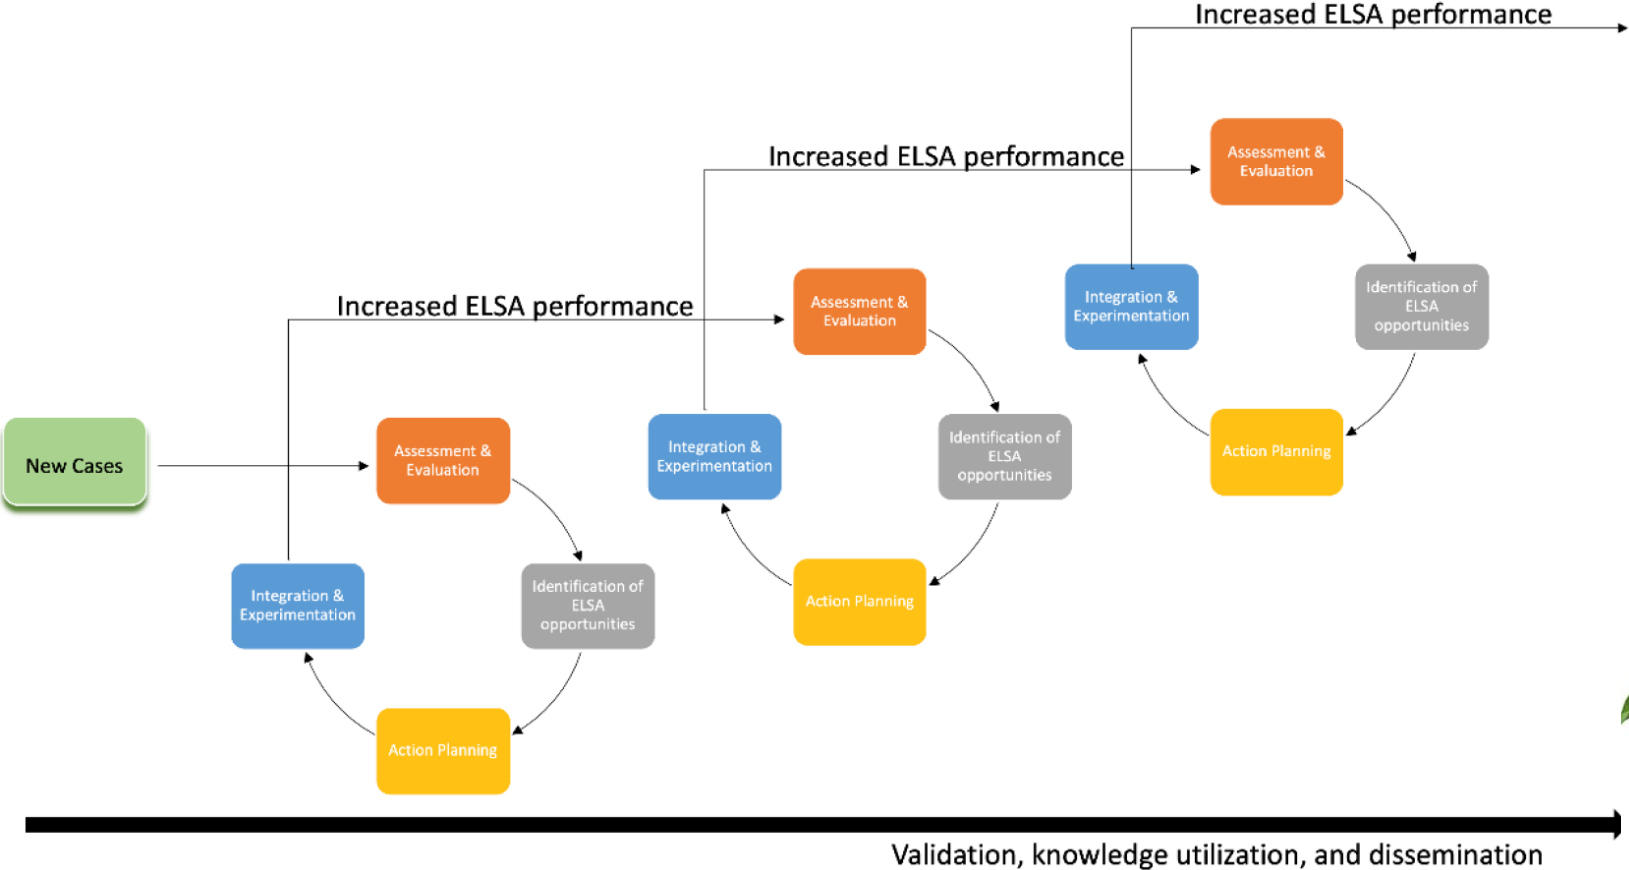 Increased ELSA performance
Increased ELSA performance
Assessment &
Evaluation
Integration &
Experimentation
Identification of
ELSA
opportunities
Action Planning
Increased ELSA performance
Assessment &
Evaluation
Integration &
Experimentation
Identification of
ELSA
opportunities
Action Planning
New Cases
Assessment &
Evaluation
Integration &
Experimentation
Identification of
ELSA
opportunities
Action Planning
Validation, knowledge utilization, and dissemination